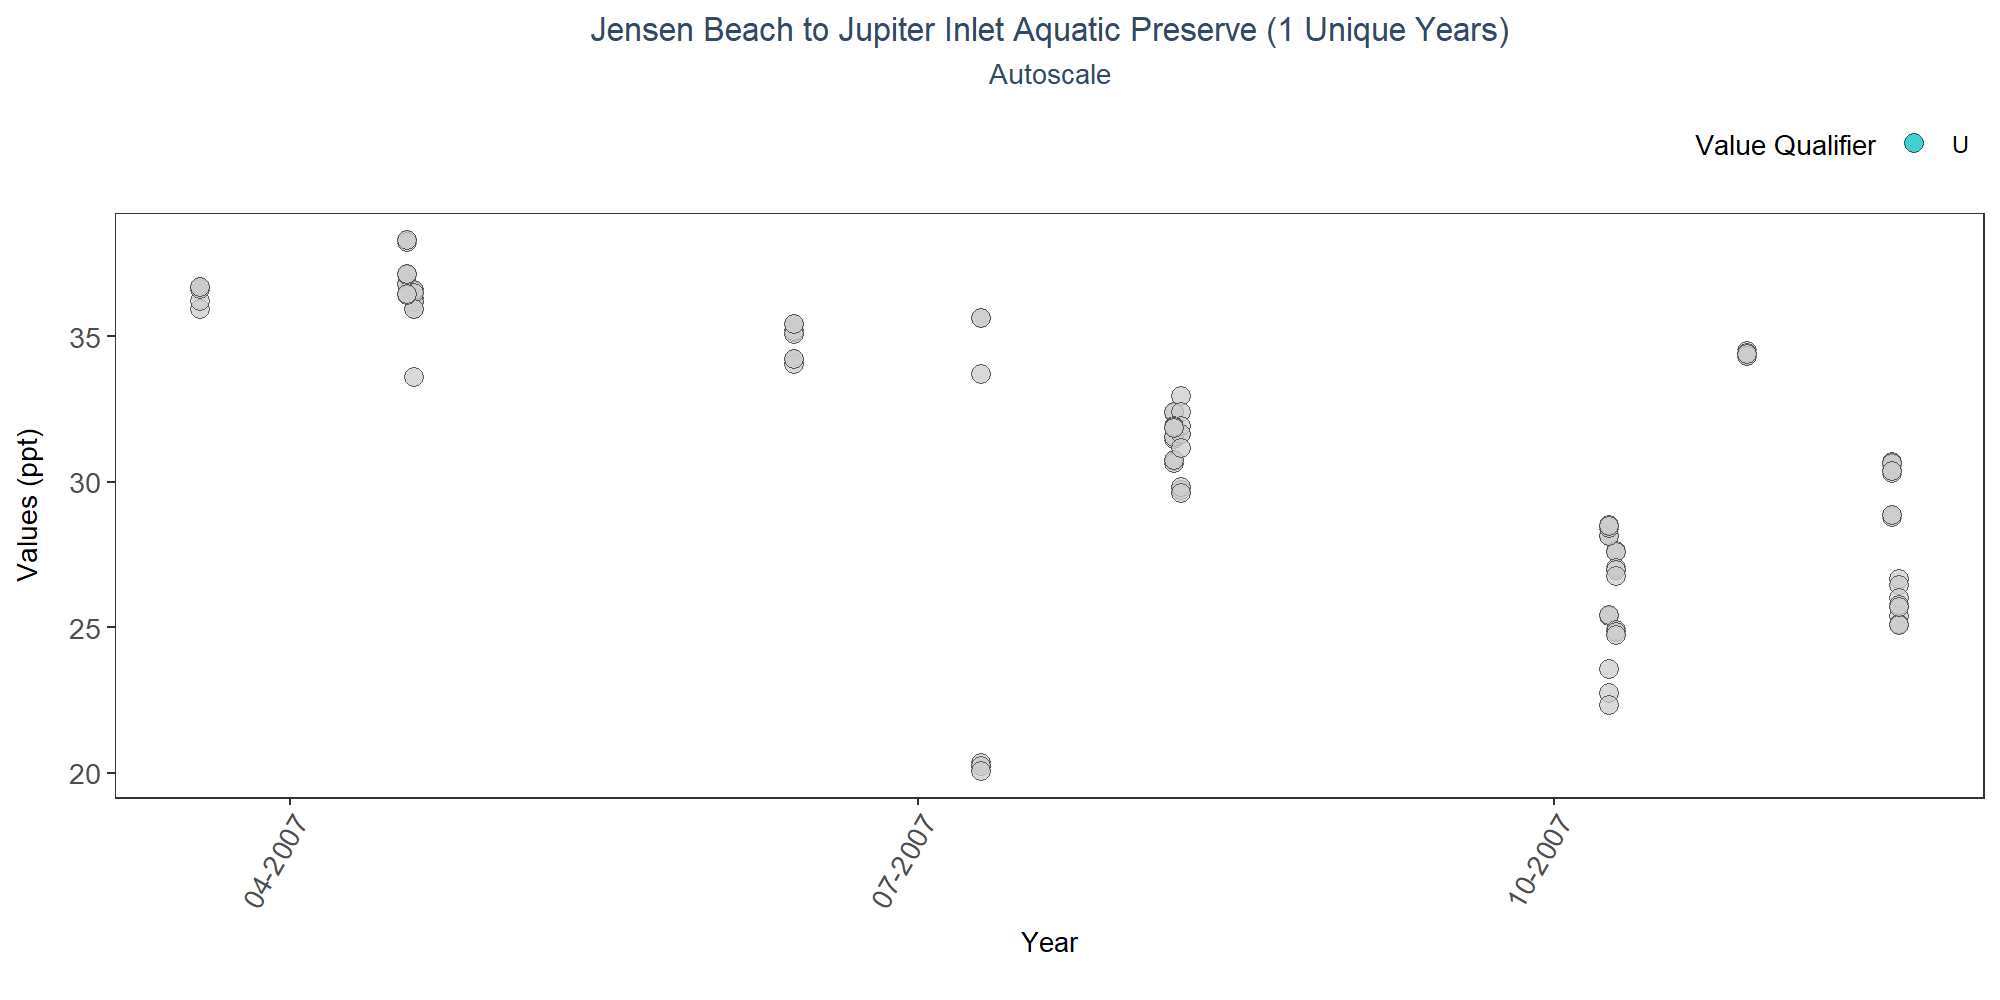 Jensen Beach to Jupiter Inlet Aquatic Preserve (1 Unique Years)
Autoscale
Value Qualifier U
Values (ppt)
35
30
25
20
04-2007 07-2007 10-2007
Year